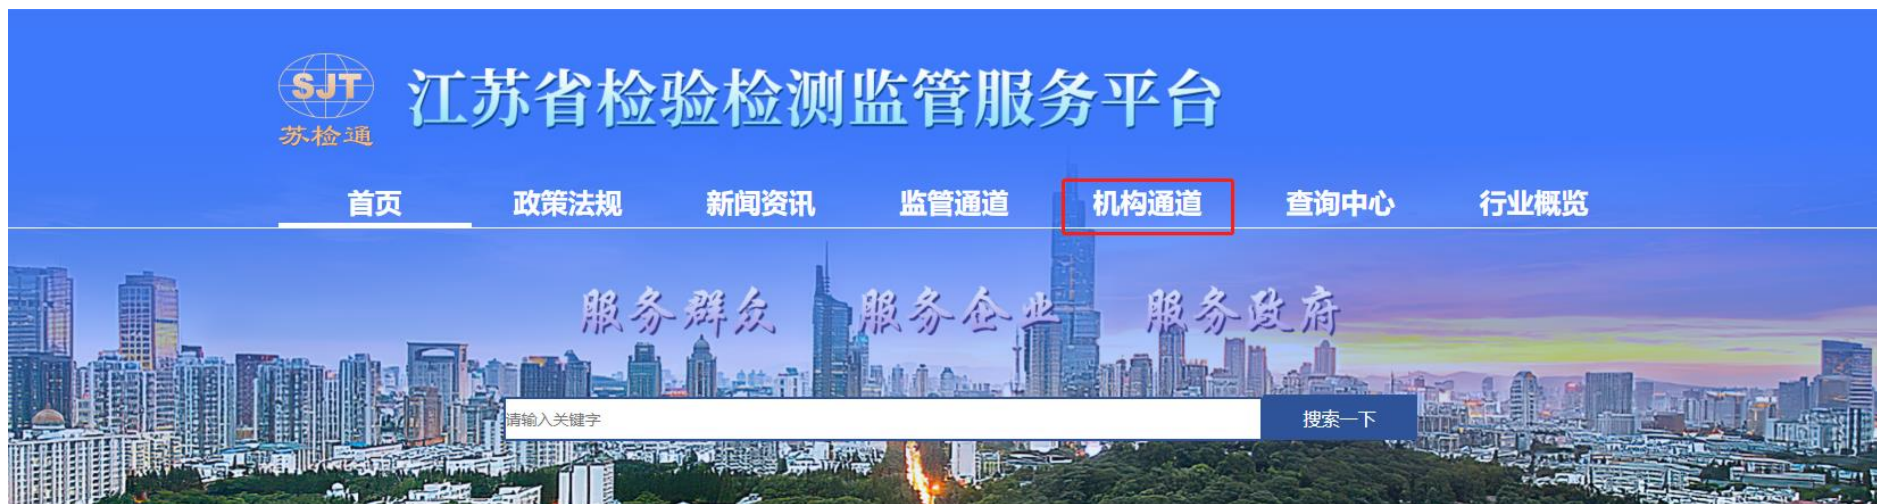 SJT
苏检通
江苏省检验检测监管服务平台
首页 政策法规 新闻资讯 监管通道 机构通道 查询中心 行业概览
服务群众 服务企业 服务政府
请输入关键字 搜索一下